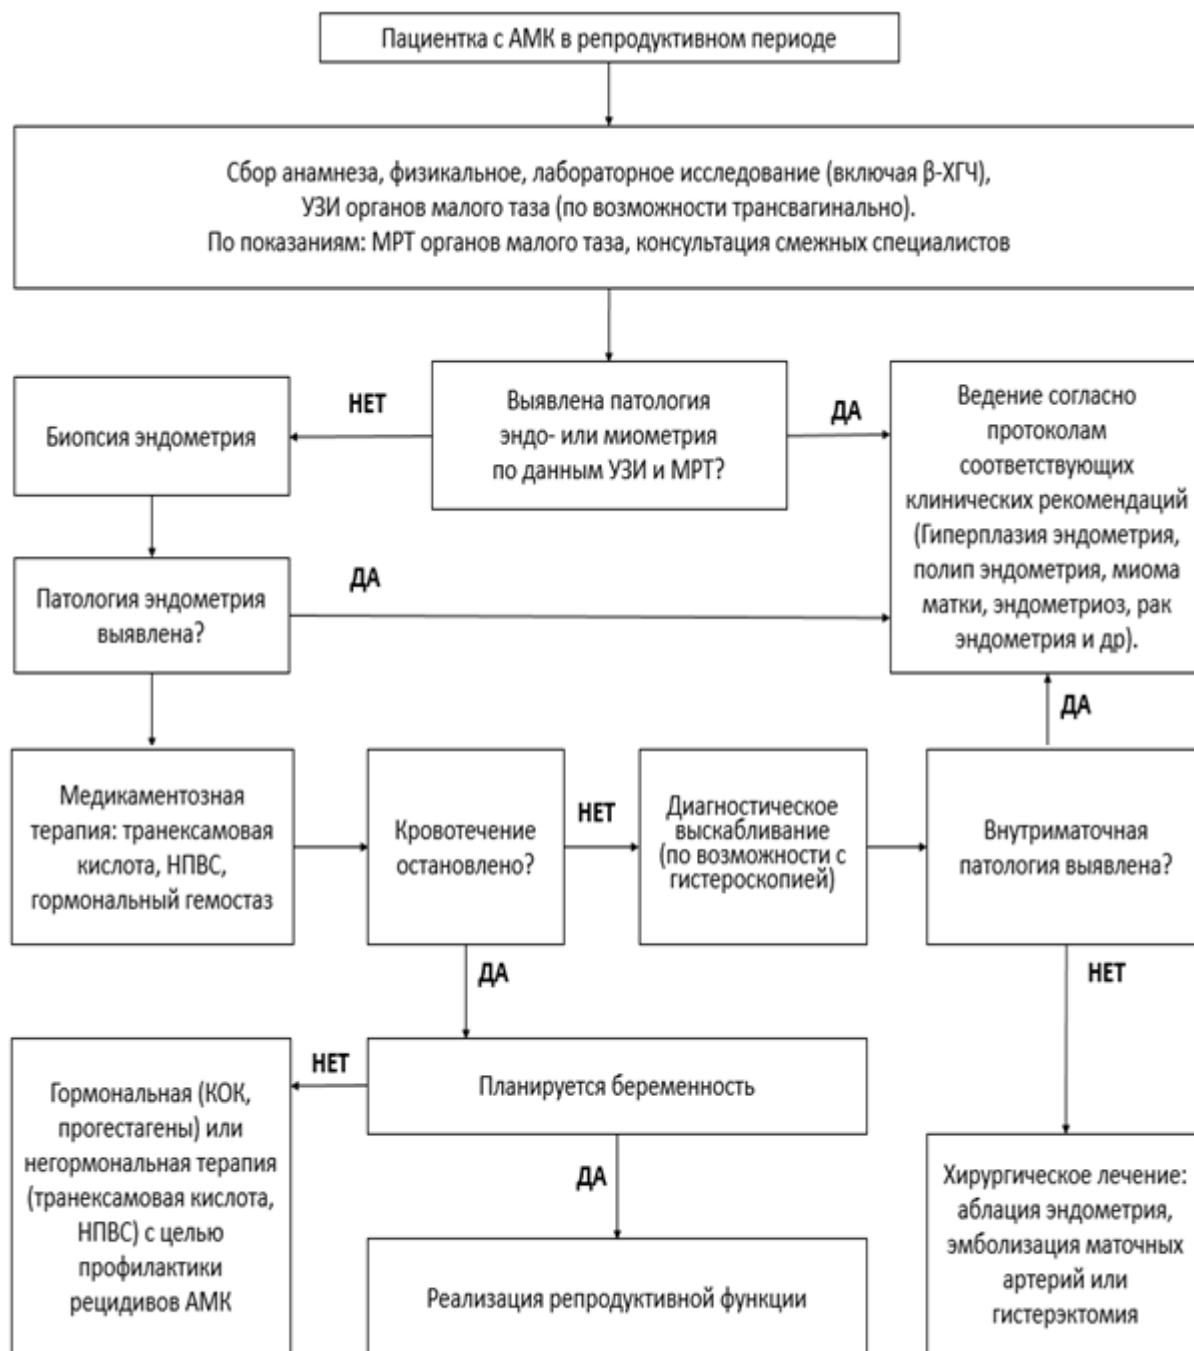 Пациентка с АМК в репродуктивном периоде
Сбор анамнеза, физикальное, лабораторное исследование (включая β-ХГЧ),
УЗИ органов малого таза (по возможности трансвагинально).
По показаниям: МРТ органов малого таза, консультация смежных специалистов
Биопсия эндометрия
НЕТ
Выявлена патология
эндо- или миометрия
по данным УЗИ и МРТ?
ДА
Ведение согласно
протоколам
соответствующих
клинических рекомендаций
(Гиперплазия эндометрия,
полип эндометрия, миома
матки, эндометриоз, рак
эндометрия и др).
Патология эндометрия
выявлена?
ДА
ДА
Медикаментозная
терапия: транексамовая
кислота, НПВС,
гормональный гемостаз
Кровотечение
остановлено?
НЕТ
Диагностическое
выскабливание
(по возможности с
гистероскопией)
Внутриматочная
патология выявлена?
ДА
НЕТ
Гормональная (КОК,
прогестагены) или
негормональная терапия
(транексамовая кислота,
НПВС) с целью
профилактики
рецидивов АМК
НЕТ
Планируется беременность
ДА
Реализация репродуктивной функции
Хирургическое лечение:
аблация эндометрия,
эмболизация маточных
артерий или
гистерэктомия